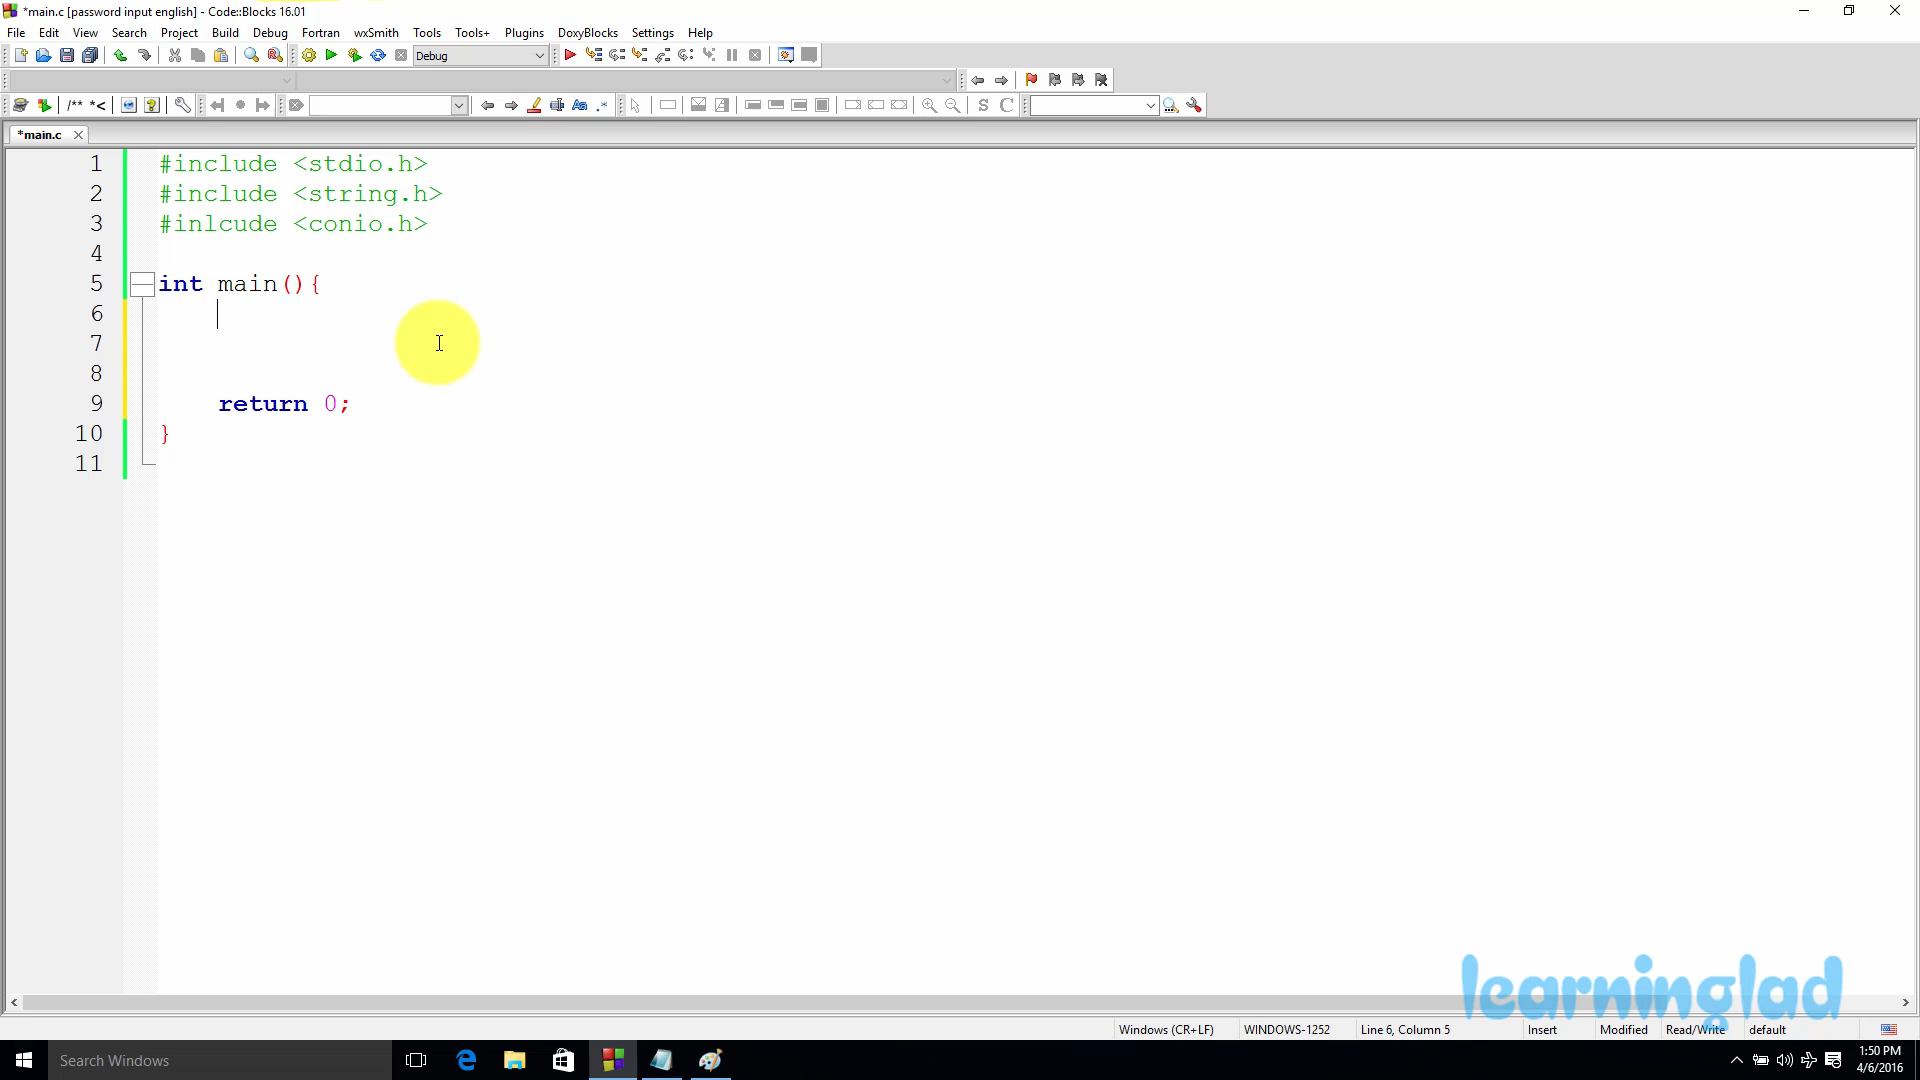 *main.c [password input english] - Code::Blocks 16.01
File Edit View Search Project Build Debug Fortran wxSmith Tools Tools+ Plugins DoxyBlocks Settings Help
Debug
/** *<
S C
*main.c
1 #include <stdio.h>
2 #include <string.h>
3 #inlcude <conio.h>
4
5 int main(){
6
7
8
9 return 0;
10 }
11
learninglad
Windows (CR+LF) WINDOWS-1252 Line 6, Column 5 Insert Modified Read/Write default
Search Windows
1:50 PM
4/6/2016